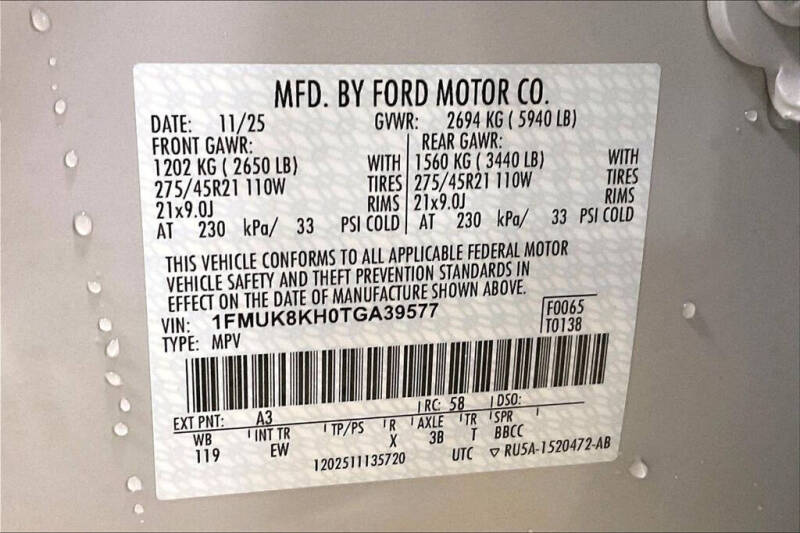 MFD. BY FORD MOTOR CO.
DATE: 11/25 GVWR: 2694 KG ( 5940 LB)
FRONT GAWR: REAR GAWR:
1202 KG ( 2650 LB) WITH 1560 KG ( 3440 LB) WITH
275/45R21 110W TIRES 275/45R21 110W TIRES
21x9.0J RIMS 21x9.0J RIMS
AT 230 kPa/ 33 PSI COLD AT 230 kPa/ 33 PSI COLD
THIS VEHICLE CONFORMS TO ALL APPLICABLE FEDERAL MOTOR
VEHICLE SAFETY AND THEFT PREVENTION STANDARDS IN
EFFECT ON THE DATE OF MANUFACTURE SHOWN ABOVE.
VIN: 1FMUK8KH0TGA39577 F0065
TYPE: MPV T0138
EXT PNT: A3 RC: 58 DSO:
WB INT TR TP/PS R AXLE TR SPR
119 EW X 3B T BBCC
1202511135720 UTC ▽ RU5A-1520472-AB